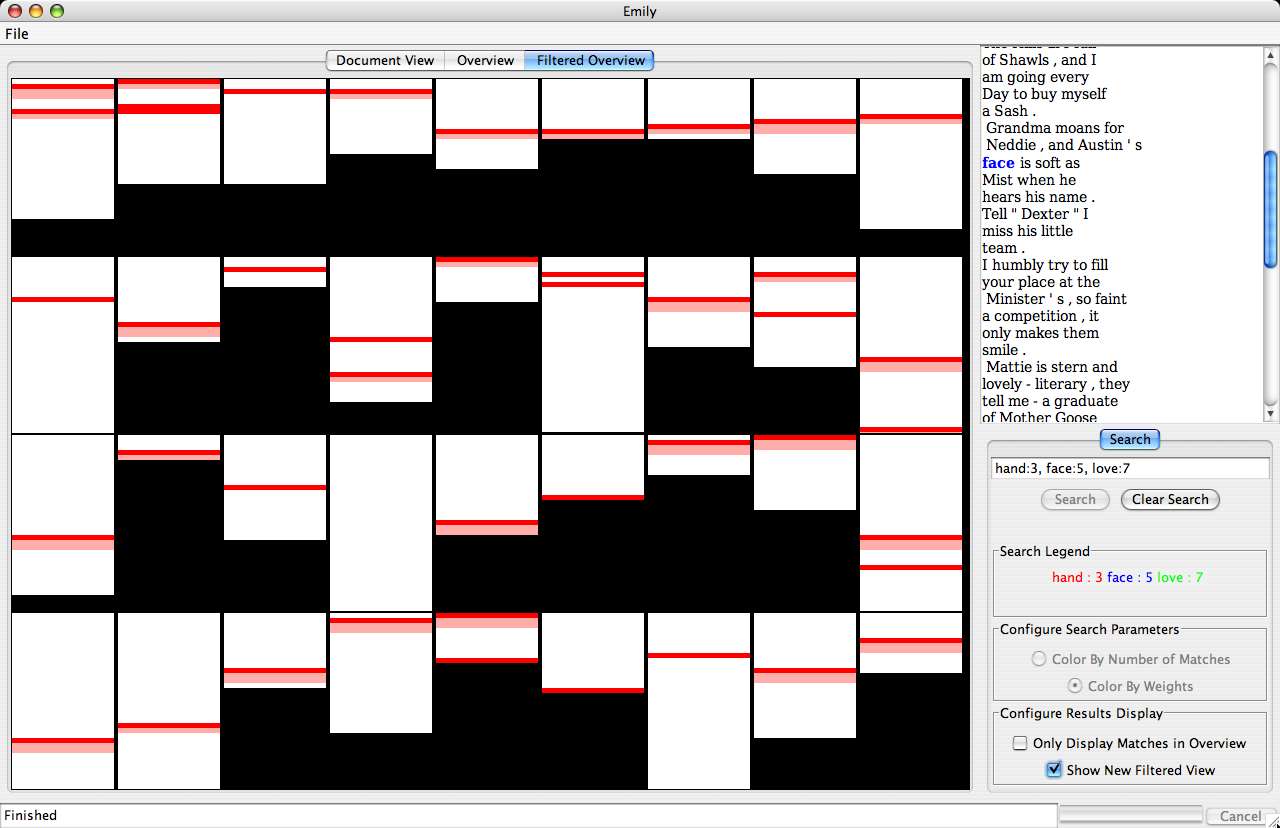 Emily
File
Document View
Overview
Filtered Overview
of Shawls , and I
am going every
Day to buy myself
a Sash .
Grandma moans for
Neddie , and Austin ' s
face is soft as
Mist when he
hears his name .
Tell " Dexter " I
miss his little
team .
I humbly try to fill
your place at the
Minister ' s , so faint
a competition , it
only makes them
smile .
Mattie is stern and
lovely - literary , they
tell me - a graduate
of Mother Goose
Search
hand:3, face:5, love:7
Search
Clear Search
Search Legend
hand : 3 face : 5 love : 7
Configure Search Parameters
Color By Number of Matches
Color By Weights
Configure Results Display
Only Display Matches in Overview
Show New Filtered View
Finished
Cancel